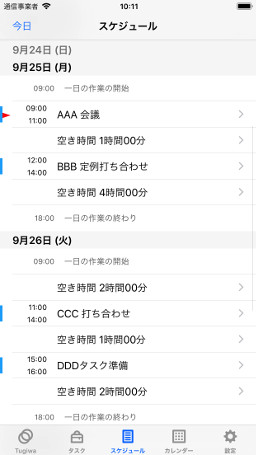 通信事業者 10:11
今日 スケジュール
9月24日 (日)
9月25日 (月)
09:00 一日の作業の開始
09:00 AAA 会議
11:00
空き時間 1時間00分
12:00 BBB 定例打ち合わせ
14:00
空き時間 4時間00分
18:00 一日の作業の終わり
9月26日 (火)
09:00 一日の作業の開始
空き時間 2時間00分
11:00 CCC 打ち合わせ
14:00
空き時間 1時間00分
15:00 DDDタスク準備
16:00
空き時間 2時間00分
18:00 一日の作業の終わり
Tugiwa タスク スケジュール カレンダー 設定